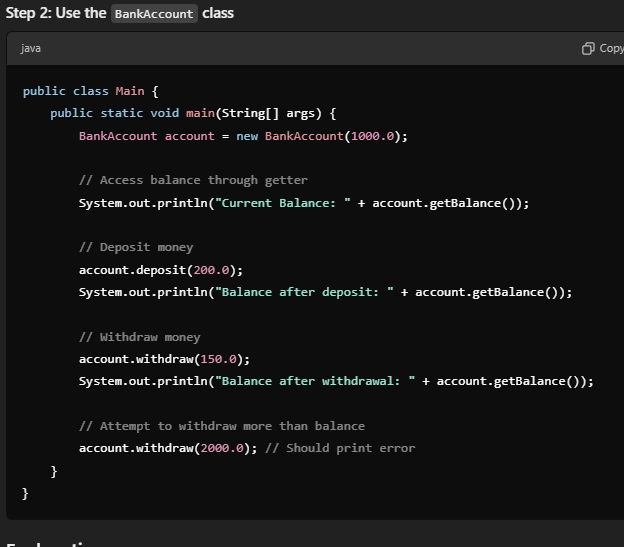 Step 2: Use the BankAccount class
java
Copy
public class Main {
    public static void main(String[] args) {
        BankAccount account = new BankAccount(1000.0);

        // Access balance through getter
        System.out.println("Current Balance: " + account.getBalance());

        // Deposit money
        account.deposit(200.0);
        System.out.println("Balance after deposit: " + account.getBalance());

        // Withdraw money
        account.withdraw(150.0);
        System.out.println("Balance after withdrawal: " + account.getBalance());

        // Attempt to withdraw more than balance
        account.withdraw(2000.0); // Should print error
    }
}